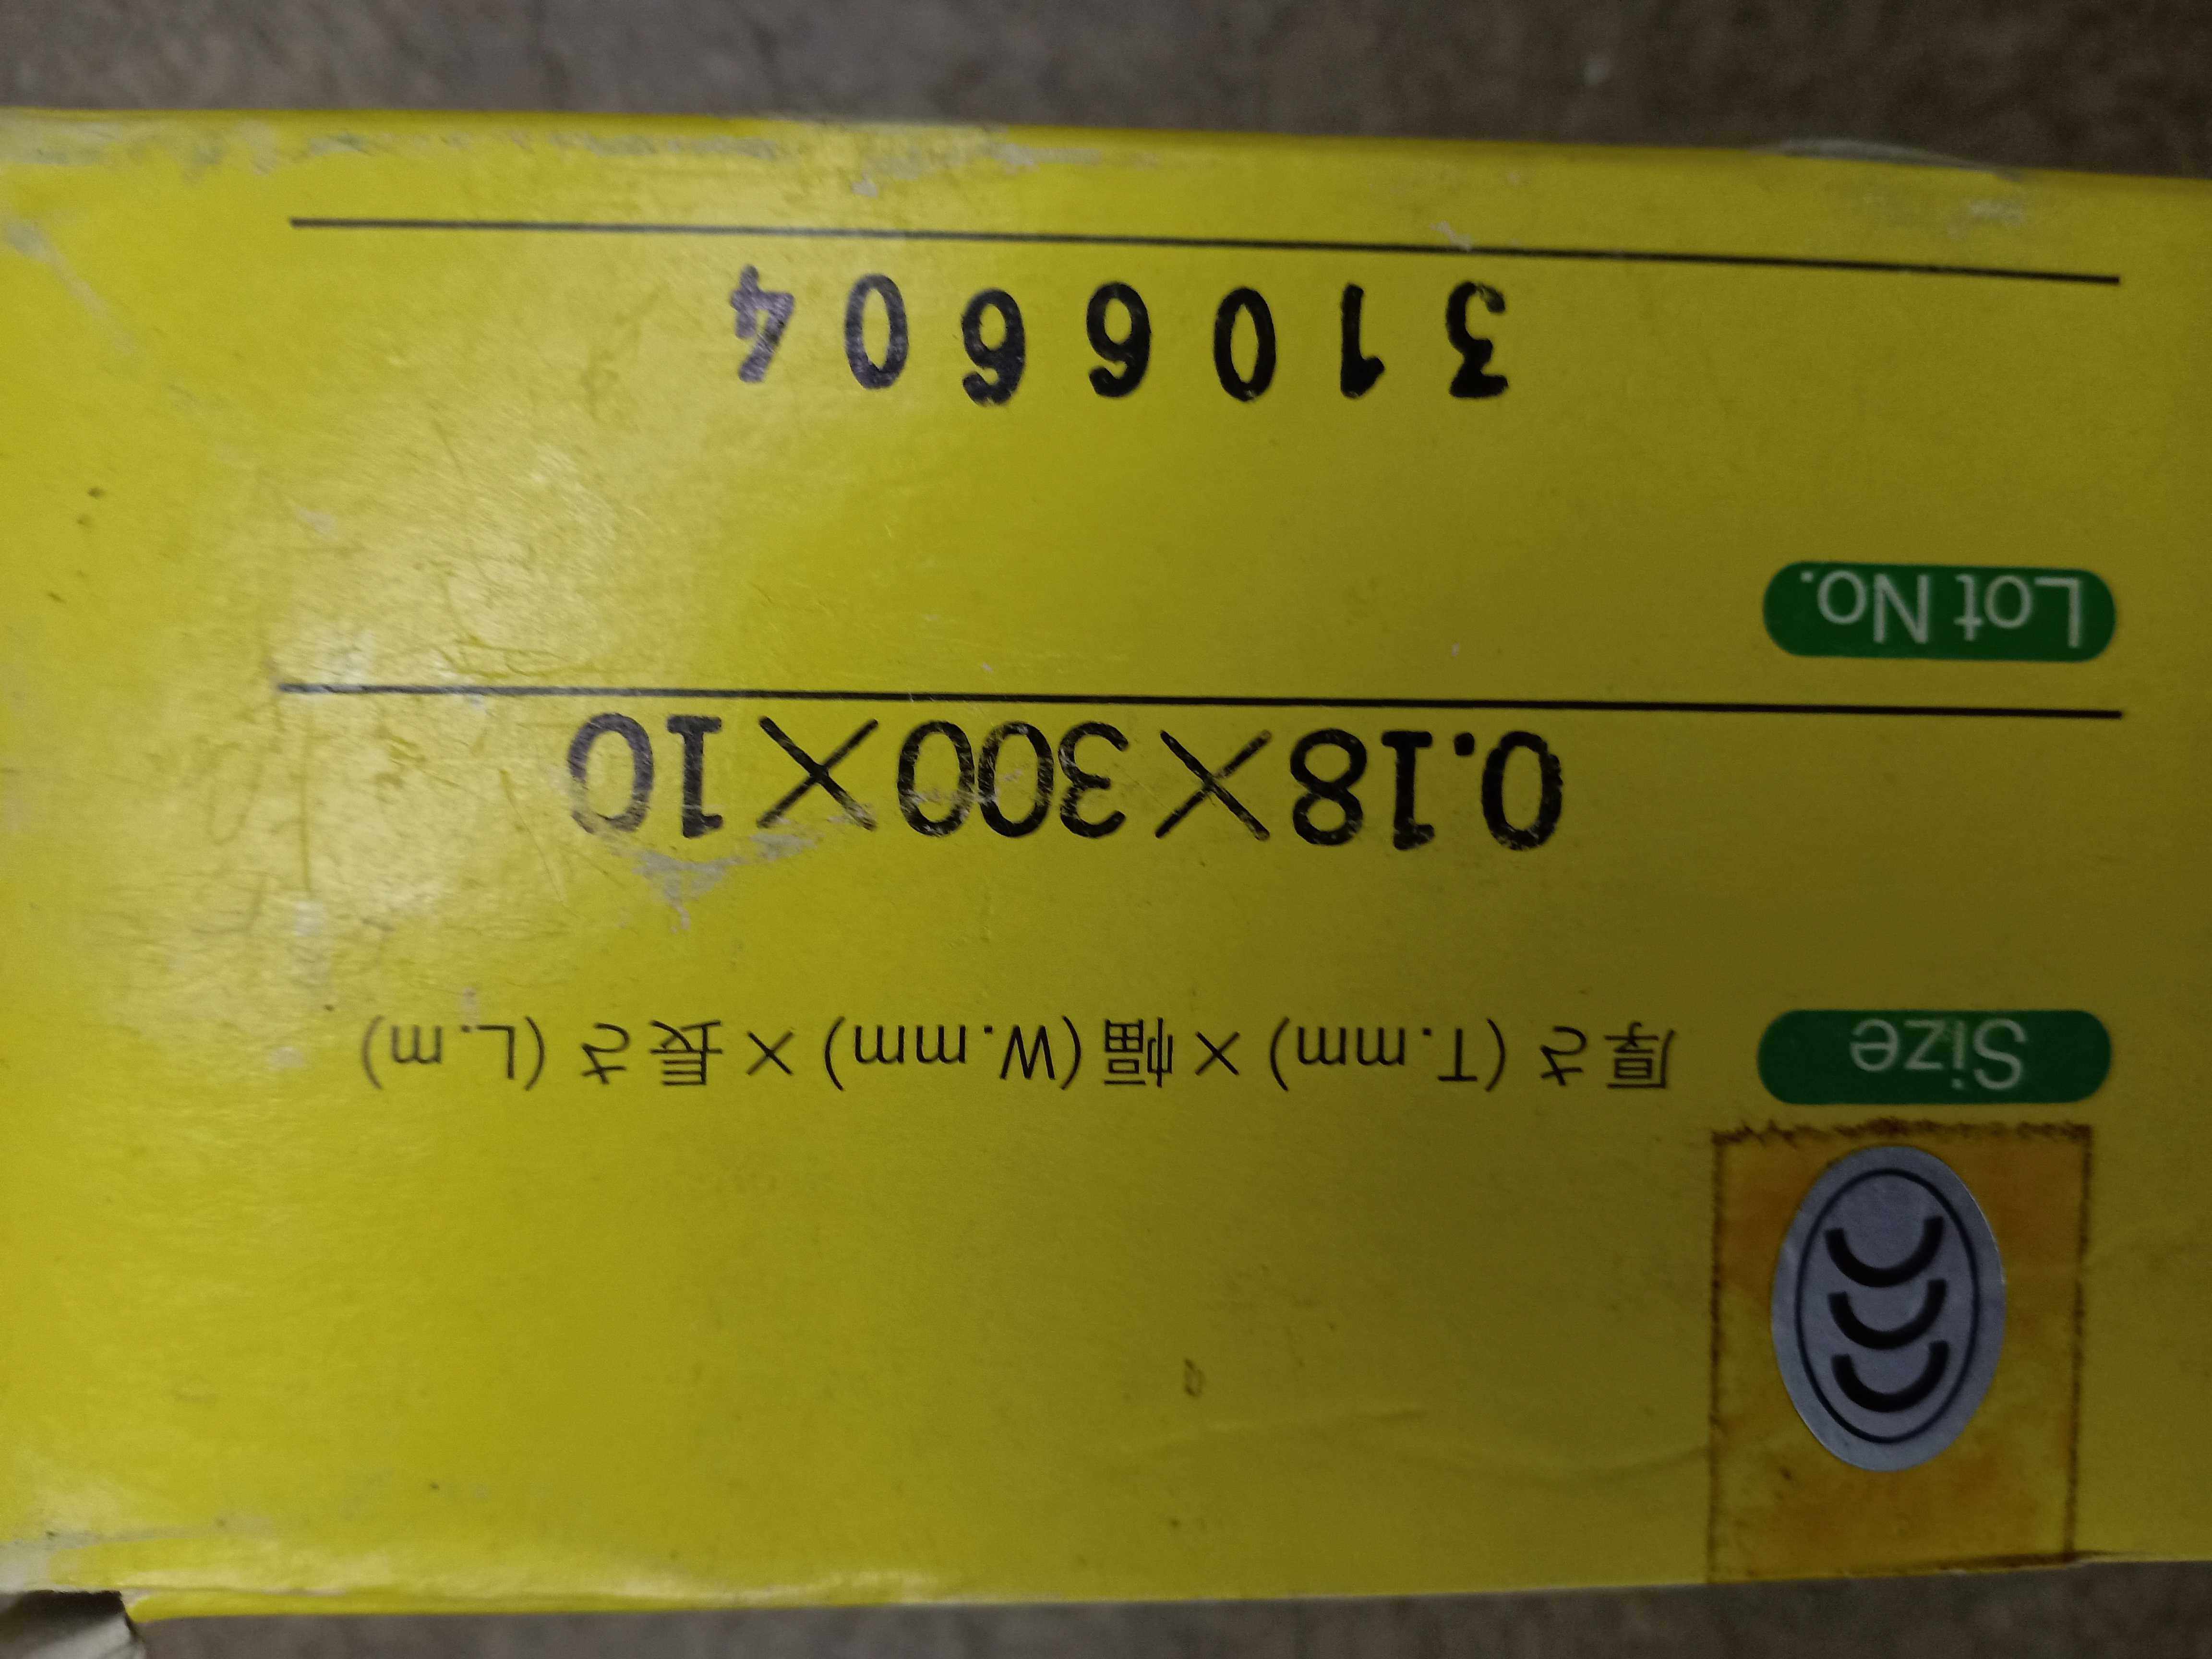 Size 厚さ (T.mm) × 幅 (W.mm) × 長さ (L.m)
0.18×300×10
Lot No.
3106604